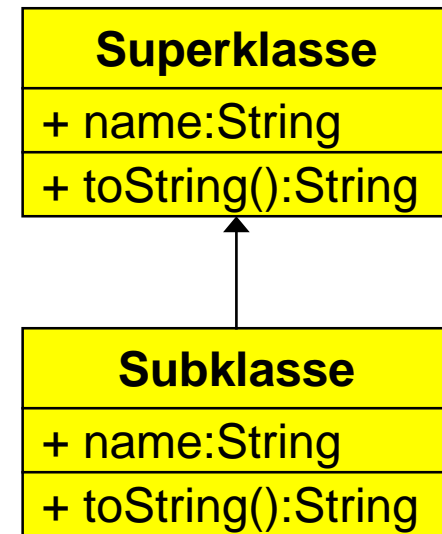 Superklasse
+ name:String
+ toString():String
Subklasse
+ name:String
+ toString():String